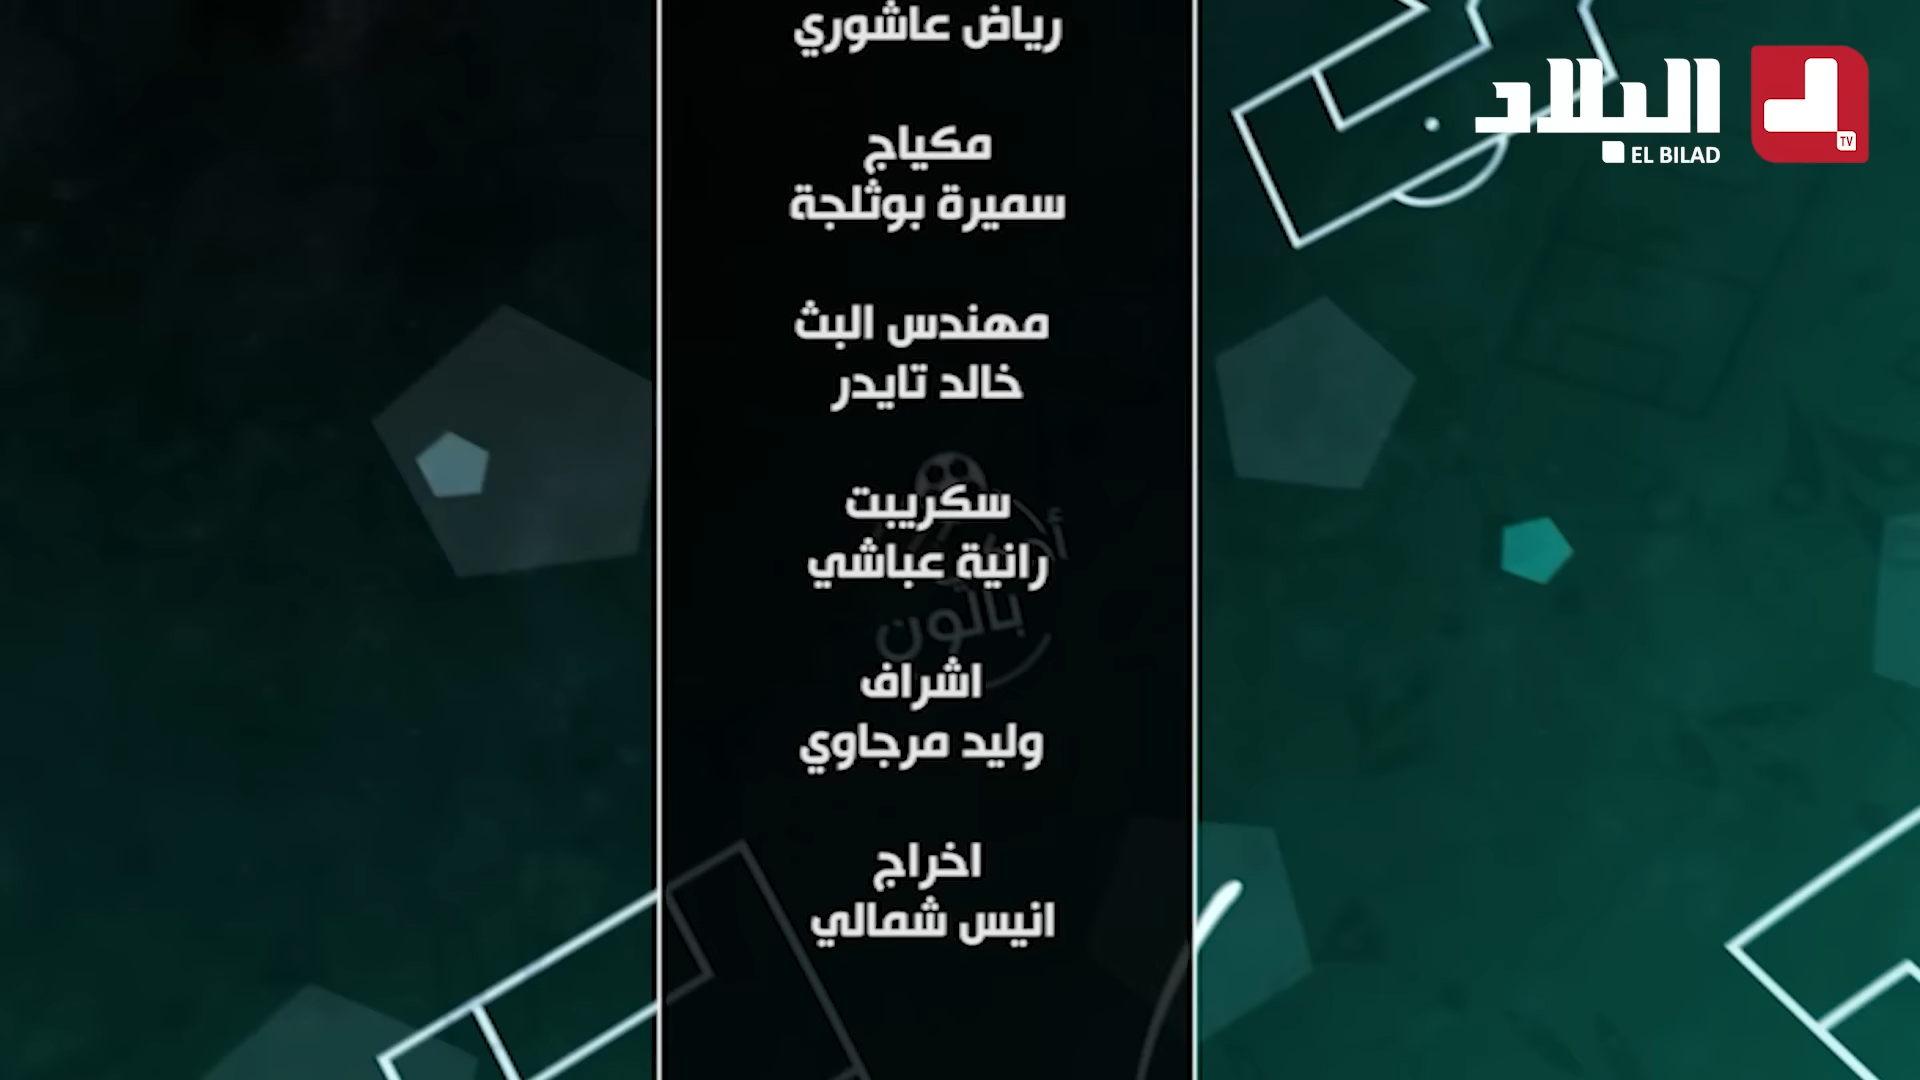 رياض عاشوري
البلاد
TV
EL BILAD
مكياج
سميرة بوثلجة
مهندس البث
خالد تايدر
سكريبت
رانية عباشي
بالون
اشراف
وليد مرجاوي
اخراج
انيس شمالي